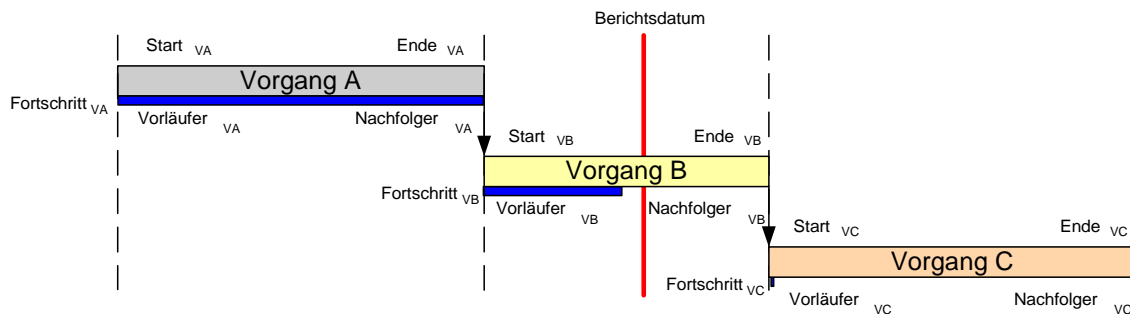 Berichtsdatum
Start VA
Ende VA
Vorgang A
Fortschritt VA
Vorläufer VA
Nachfolger VA
Start VB
Ende VB
Vorgang B
Fortschritt VB
Vorläufer VB
Nachfolger VB
Start VC
Ende VC
Vorgang C
Fortschritt VC
Vorläufer VC
Nachfolger VC